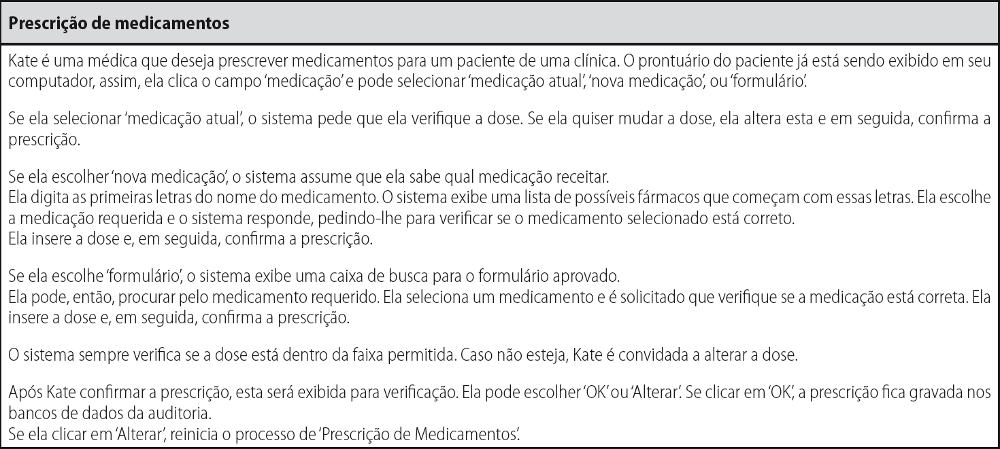 Prescrição de medicamentos
Kate é uma médica que deseja prescrever medicamentos para um paciente de uma clínica. O prontuário do paciente já está sendo exibido em seu
computador, assim, ela clica o campo ‘medicação’ e pode selecionar ‘medicação atual’, ‘nova medicação’, ou ‘formulário’.
Se ela selecionar ‘medicação atual’, o sistema pede que ela verifique a dose. Se ela quiser mudar a dose, ela altera esta e em seguida, confirma a
prescrição.
Se ela escolher ‘nova medicação’, o sistema assume que ela sabe qual medicação receitar.
Ela digita as primeiras letras do nome do medicamento. O sistema exibe uma lista de possíveis fármacos que começam com essas letras. Ela escolhe
a medicação requerida e o sistema responde, pedindo-lhe para verificar se o medicamento selecionado está correto.
Ela insere a dose e, em seguida, confirma a prescrição.
Se ela escolhe ‘formulário’, o sistema exibe uma caixa de busca para o formulário aprovado.
Ela pode, então, procurar pelo medicamento requerido. Ela seleciona um medicamento e é solicitado que verifique se a medicação está correta. Ela
insere a dose e, em seguida, confirma a prescrição.
O sistema sempre verifica se a dose está dentro da faixa permitida. Caso não esteja, Kate é convidada a alterar a dose.
Após Kate confirmar a prescrição, esta será exibida para verificação. Ela pode escolher ‘OK’ ou ‘Alterar’. Se clicar em ‘OK’, a prescrição fica gravada nos
bancos de dados da auditoria.
Se ela clicar em ‘Alterar’, reinicia o processo de ‘Prescrição de Medicamentos’.